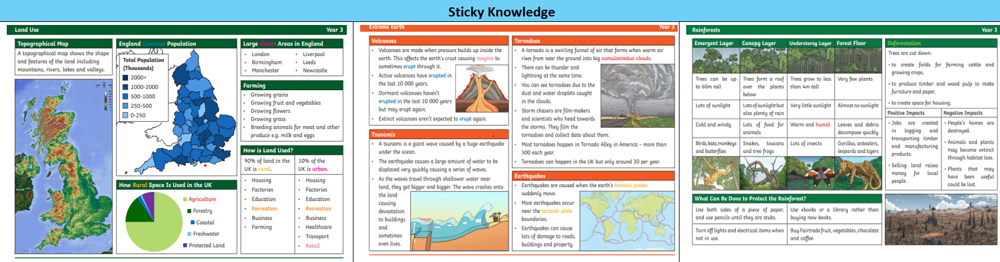 Sticky Knowledge
Land Use
Year 3
Topographical Map
A topographical map shows the shape
and features of the land including
mountains, rivers, lakes and valleys.
England Counties Population
Total Population
(Thousands)
2000+
1000-2000
500-1000
250-500
0-250
How Rural Space Is Used in the UK
Agriculture
Forestry
Coastal
Freshwater
Protected Land
Large Urban Areas in England
• London
• Birmingham
• Manchester
• Liverpool
• Leeds
• Newcastle
Farming
• Growing grains
• Growing fruit and vegetables
• Growing flowers
• Growing grass
• Breeding animals for meat and other
produce e.g. milk and eggs
How is Land Used?
90% of land in the
UK is rural.
• Housing
• Factories
• Education
• Recreation
• Business
• Farming
10% of the
UK is urban.
• Housing
• Factories
• Education
• Recreation
• Business
• Healthcare
• Transport
• Retail
Extreme Earth
Year 3
Volcanoes
• Volcanoes are made when pressure builds up inside the
earth. This affects the earth's crust causing magma to
sometimes erupt through it.
• Active volcanoes have erupted in
the last 10 000 years.
• Dormant volcanoes haven't
erupted in the last 10 000 years
but may erupt again.
• Extinct volcanoes aren't expected to erupt again.
Tsunamis
• A tsunami is a giant wave caused by a huge earthquake
under the ocean.
• The earthquake causes a large amount of water to be
displaced very quickly causing a series of waves.
• As the waves travel through shallower water near
land, they get bigger and bigger. The wave crashes onto
the land
causing
devastation
to buildings
and
sometimes
even lives.
Tornadoes
• A tornado is a swirling funnel of air that forms when warm air
rises from near the ground into big cumulonimbus clouds.
• There can be thunder and
lightning at the same time.
• You can see tornadoes due to the
dust and water droplets caught
in the clouds.
• Storm chasers are film-makers
and scientists who head towards
the storms. They film the
tornadoes and collect data about them.
• Most tornadoes happen in Tornado Alley in America – more than
500 each year.
• Tornadoes can happen in the UK but only around 30 per year.
Earthquakes
• Earthquakes are caused when the earth's tectonic plates
suddenly move.
• Most earthquakes occur
near the tectonic plate
boundaries.
• Earthquakes can cause
lots of damage to roads,
buildings and property.
Rainforests
Year 3
Emergent Layer
Canopy Layer
Understorey Layer
Forest Floor
Trees can be up
to 60m tall
Trees form a roof
over the plants
below
Trees grow to less
than 4m tall
Very few plants
Lots of sunlight
Lots of sunlight but
also plenty of rain
Very little sunlight
Almost no sunlight
Cold and windy
Lots of food for
animals
Warm and humid
Leaves and debris
decompose quickly
Birds, bats, monkeys
and butterflies
Snakes, toucans
and tree frogs
Lots of insects
Gorillas, anteaters,
leopards and tigers
What Can Be Done to Protect the Rainforest?
Use both sides of a piece of paper,
and use pencils until they are stubs.
Use ebooks or a library rather than
buying new books.
Turn off lights and electrical items when
not in use.
Buy Fairtrade fruit, vegetables, chocolate
and coffee.
Deforestation
Trees are cut down:
• to create fields for farming cattle and
growing crops,
• to produce timber and wood pulp to make
furniture and paper,
• to create space for housing.
Positive Impacts
• Jobs are created
in logging and
transporting timber
and manufacturing
products.
• Selling land raises
money for local
people.
Negative Impacts
• People's homes are
destroyed.
• Animals and plants
may become extinct
through habitat loss.
• Plants that may
have been useful
could be lost.